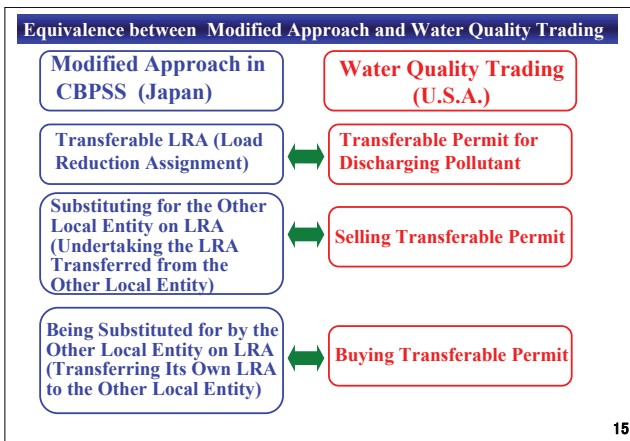 Equivalence between Modified Approach and Water Quality Trading
Modified Approach in
CBPSS (Japan)
Water Quality Trading
(U.S.A.)
Transferable LRA (Load
Reduction Assignment)
Transferable Permit for
Discharging Pollutant
Substituting for the Other
Local Entity on LRA
(Undertaking the LRA
Transferred from the
Other Local Entity)
Selling Transferable Permit
Being Substituted for by the
Other Local Entity on LRA
(Transferring Its Own LRA
to the Other Local Entity)
Buying Transferable Permit
15